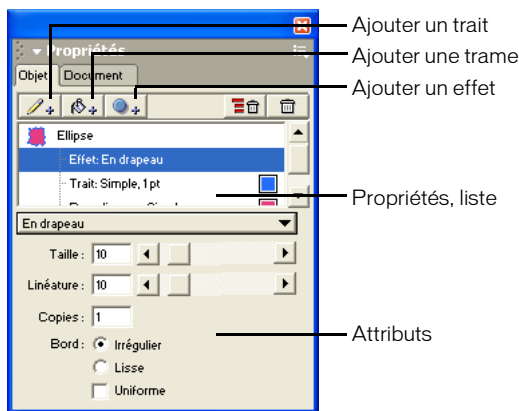 Ajouter un trait
Propriétés
Ajouter une trame
Objet Document
Ajouter un effet
Ellipse
Effet: En drapeau
Trait: Simple, 1 pt
Propriétés, liste
En drapeau
Taille : 10
Linéature : 10
Copies : 1
Attributs
Bord : Irrégulier
Lisse
Uniforme